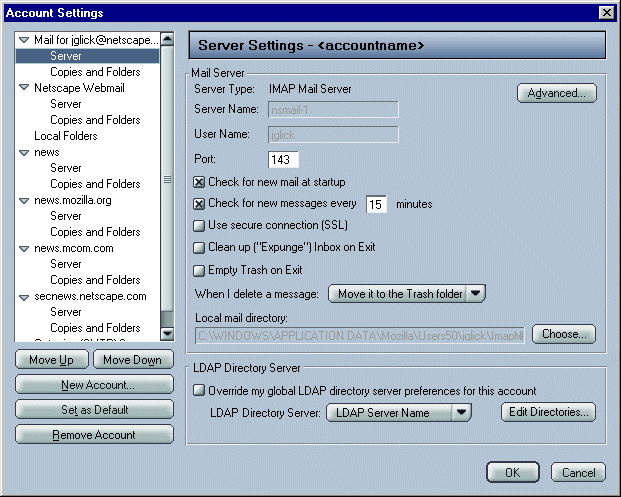 Account Settings
Mail for jglick@netscape...
Server
Copies and Folders
Netscape Webmail
Server
Copies and Folders
Local Folders
news
Server
Copies and Folders
news.mozilla.org
Server
Copies and Folders
news.mcom.com
Server
Copies and Folders
secnews.netscape.com
Server
Copies and Folders
Move Up
Move Down
New Account...
Set as Default
Remove Account
Server Settings - <accountname>
Mail Server
Server Type: IMAP Mail Server
Advanced...
Server Name: nsmail-1
User Name: jglick
Port: 143
Check for new mail at startup
Check for new messages every 15 minutes
Use secure connection (SSL)
Clean up ("Expunge") Inbox on Exit
Empty Trash on Exit
When I delete a message: Move it to the Trash folder
Local mail directory:
C:\WINDOWS\APPLICATION DATA\Mozilla\Users50\jglick\ImapM
Choose...
LDAP Directory Server
Override my global LDAP directory server preferences for this account
LDAP Directory Server: LDAP Server Name
Edit Directories...
OK
Cancel